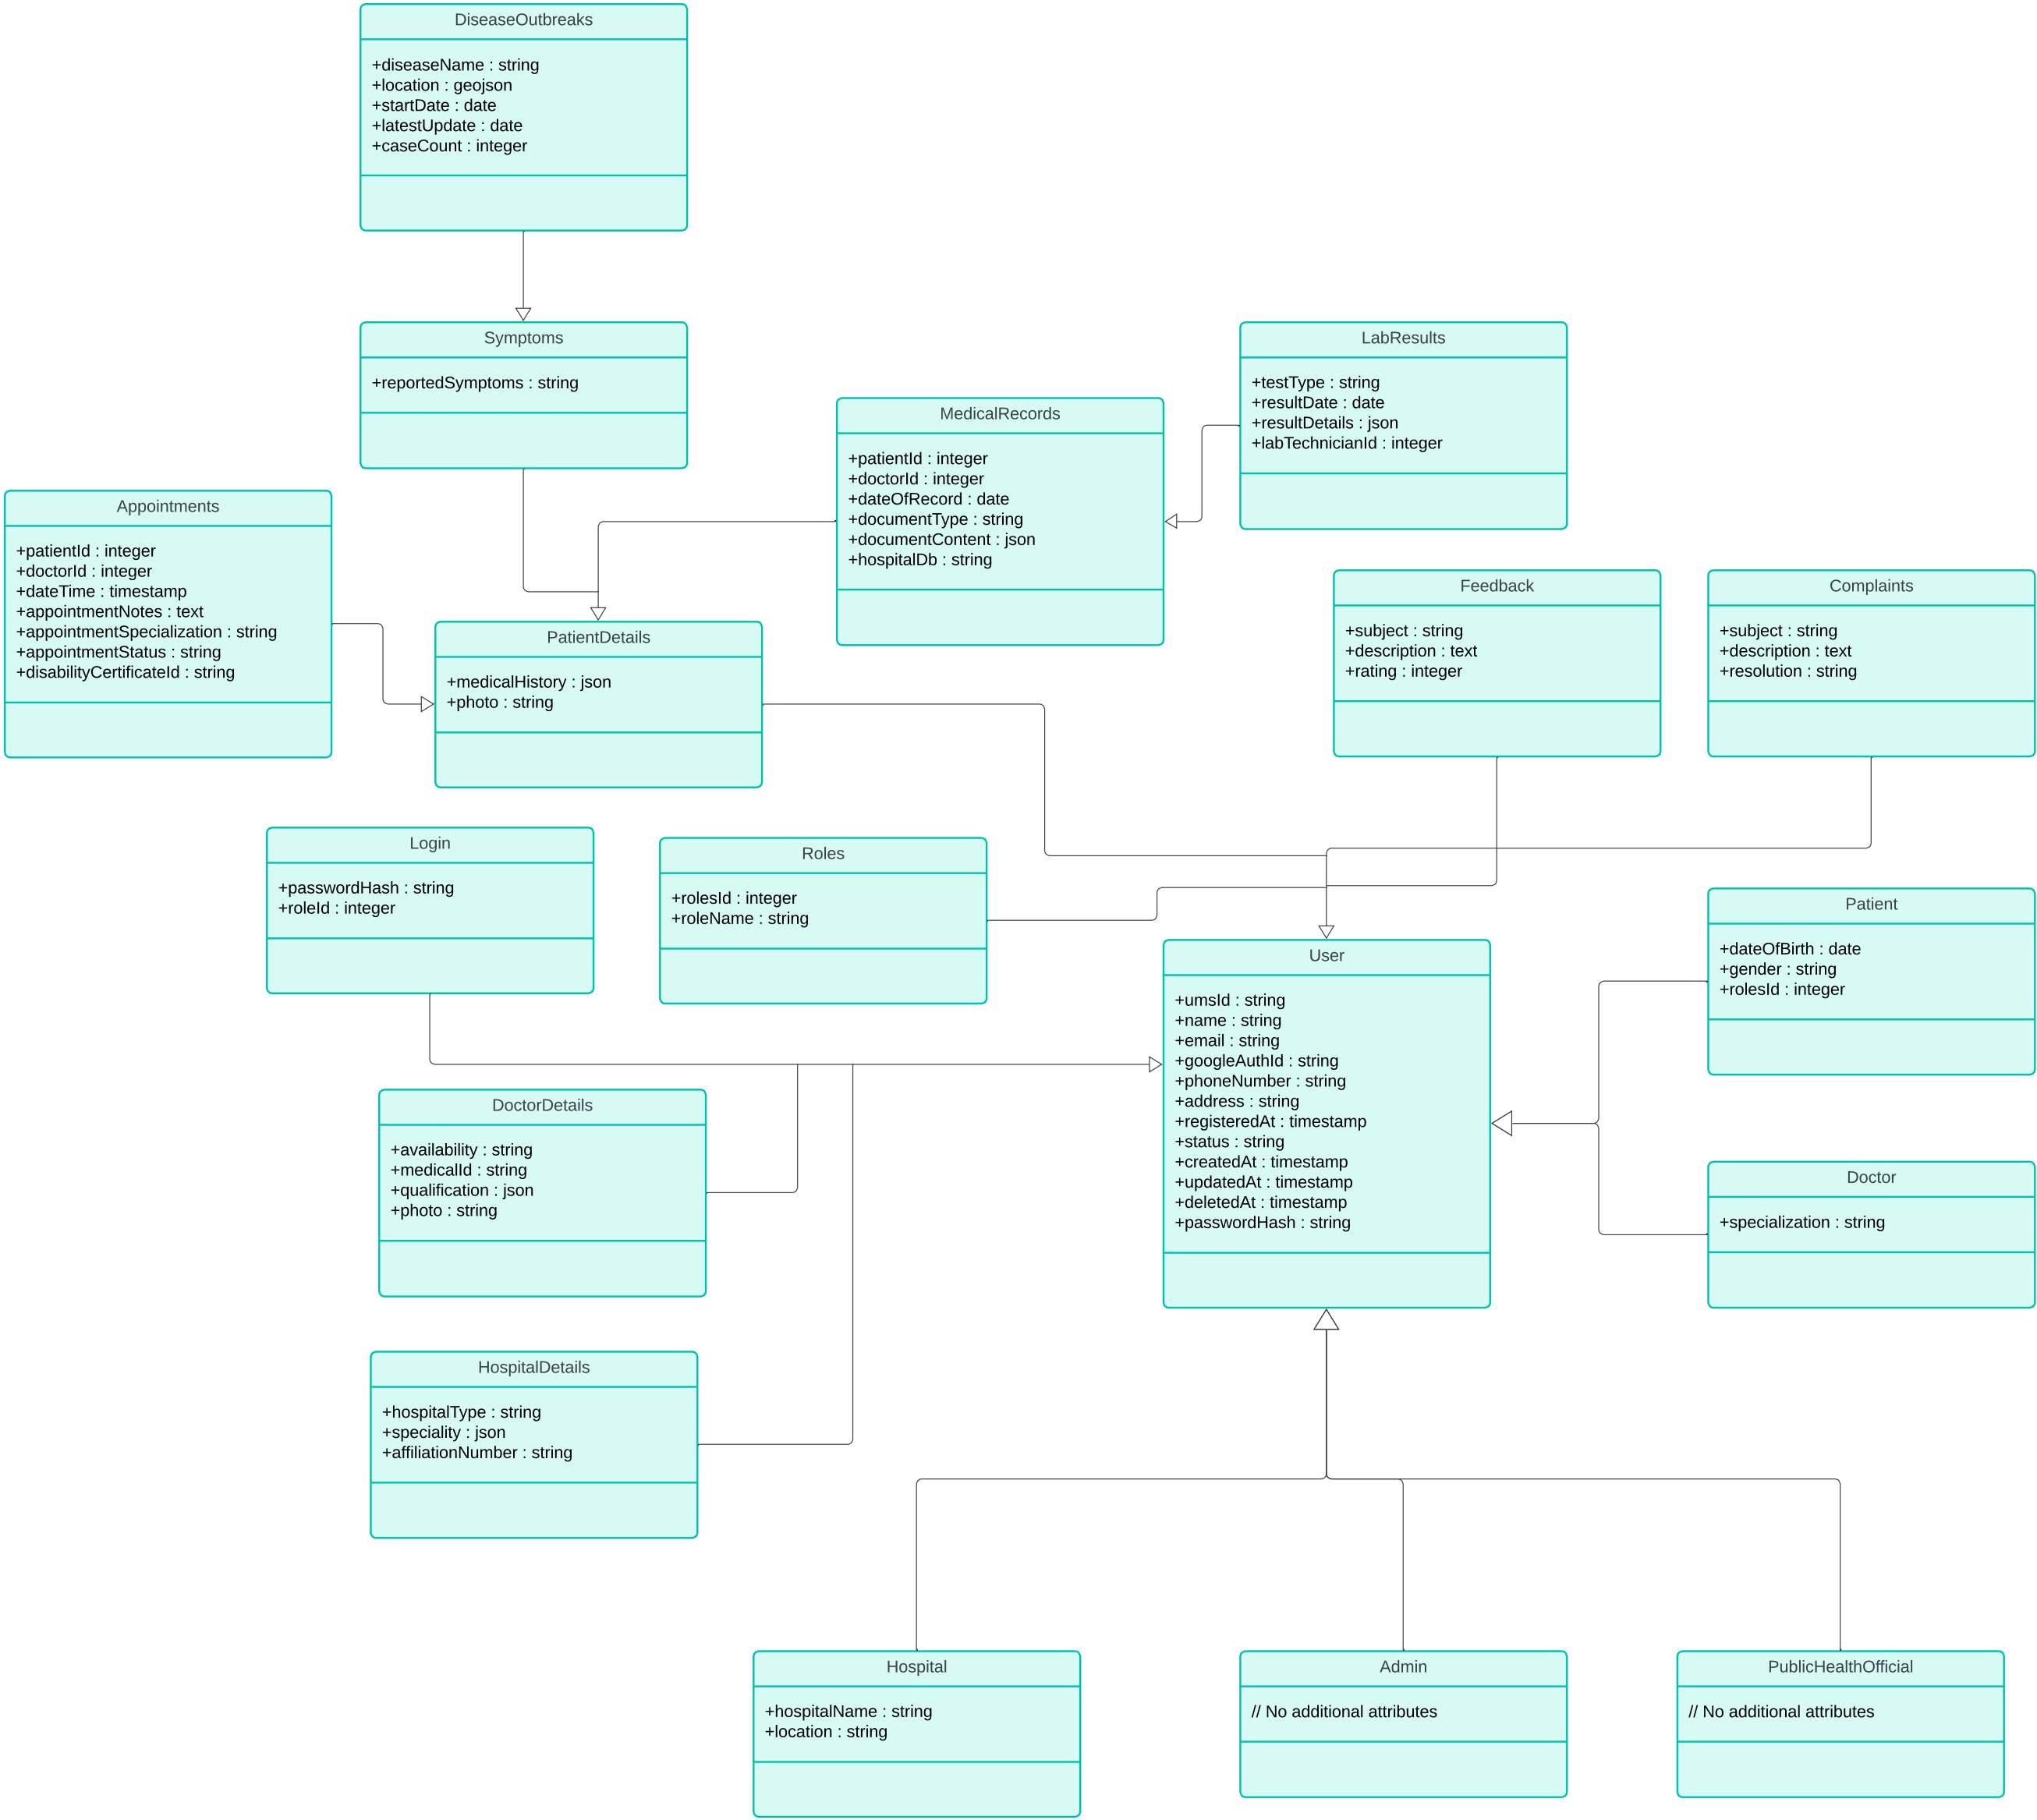 DiseaseOutbreaks
+diseaseName : string
+location : geojson
+startDate : date
+latestUpdate : date
+caseCount : integer
Symptoms
+reportedSymptoms : string
LabResults
+testType : string
+resultDate : date
+resultDetails : json
+labTechnicianId : integer
MedicalRecords
+patientId : integer
+doctorId : integer
+dateOfRecord : date
+documentType : string
+documentContent : json
+hospitalDb : string
Appointments
+patientId : integer
+doctorId : integer
+dateTime : timestamp
+appointmentNotes : text
+appointmentSpecialization : string
+appointmentStatus : string
+disabilityCertificateId : string
PatientDetails
+medicalHistory : json
+photo : string
Feedback
+subject : string
+description : text
+rating : integer
Complaints
+subject : string
+description : text
+resolution : string
Login
+passwordHash : string
+roleId : integer
Roles
+rolesId : integer
+roleName : string
User
+umsId : string
+name : string
+email : string
+googleAuthId : string
+phoneNumber : string
+address : string
+registeredAt : timestamp
+status : string
+createdAt : timestamp
+updatedAt : timestamp
+deletedAt : timestamp
+passwordHash : string
Patient
+dateOfBirth : date
+gender : string
+rolesId : integer
DoctorDetails
+availability : string
+medicalId : string
+qualification : json
+photo : string
Doctor
+specialization : string
HospitalDetails
+hospitalType : string
+speciality : json
+affiliationNumber : string
Hospital
+hospitalName : string
+location : string
Admin
// No additional attributes
PublicHealthOfficial
// No additional attributes